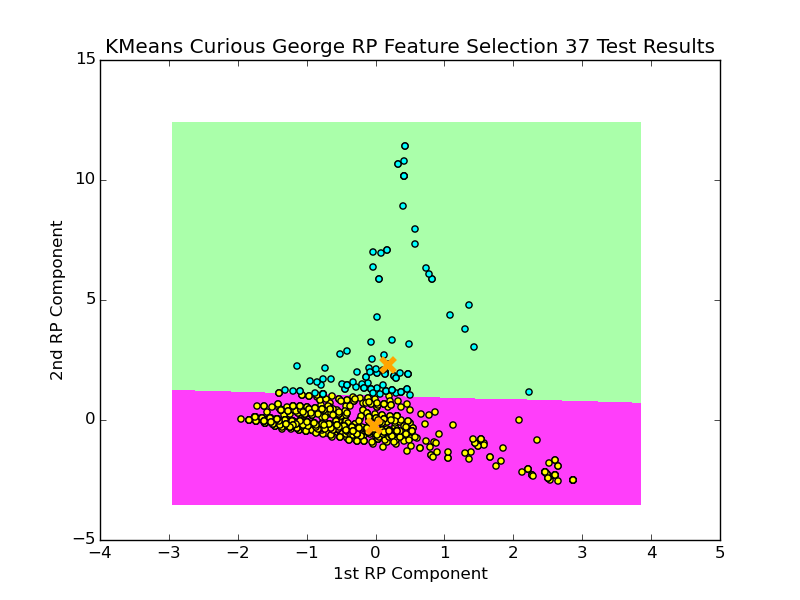 KMeans Curious George RP Feature Selection 37 Test Results
15
10
5
0
−5
2nd RP Component
−4 −3 −2 −1 0 1 2 3 4 5
1st RP Component